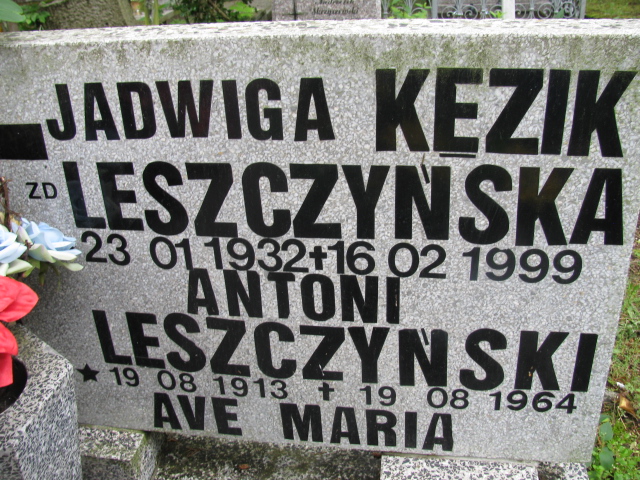 JADWIGA KĘZIK
ZD LESZCZYŃSKA
23 01 1932 + 16 02 1999
ANTONI
LESZCZYŃSKI
★ 19 08 1913 + 19 08 1964
AVE MARIA